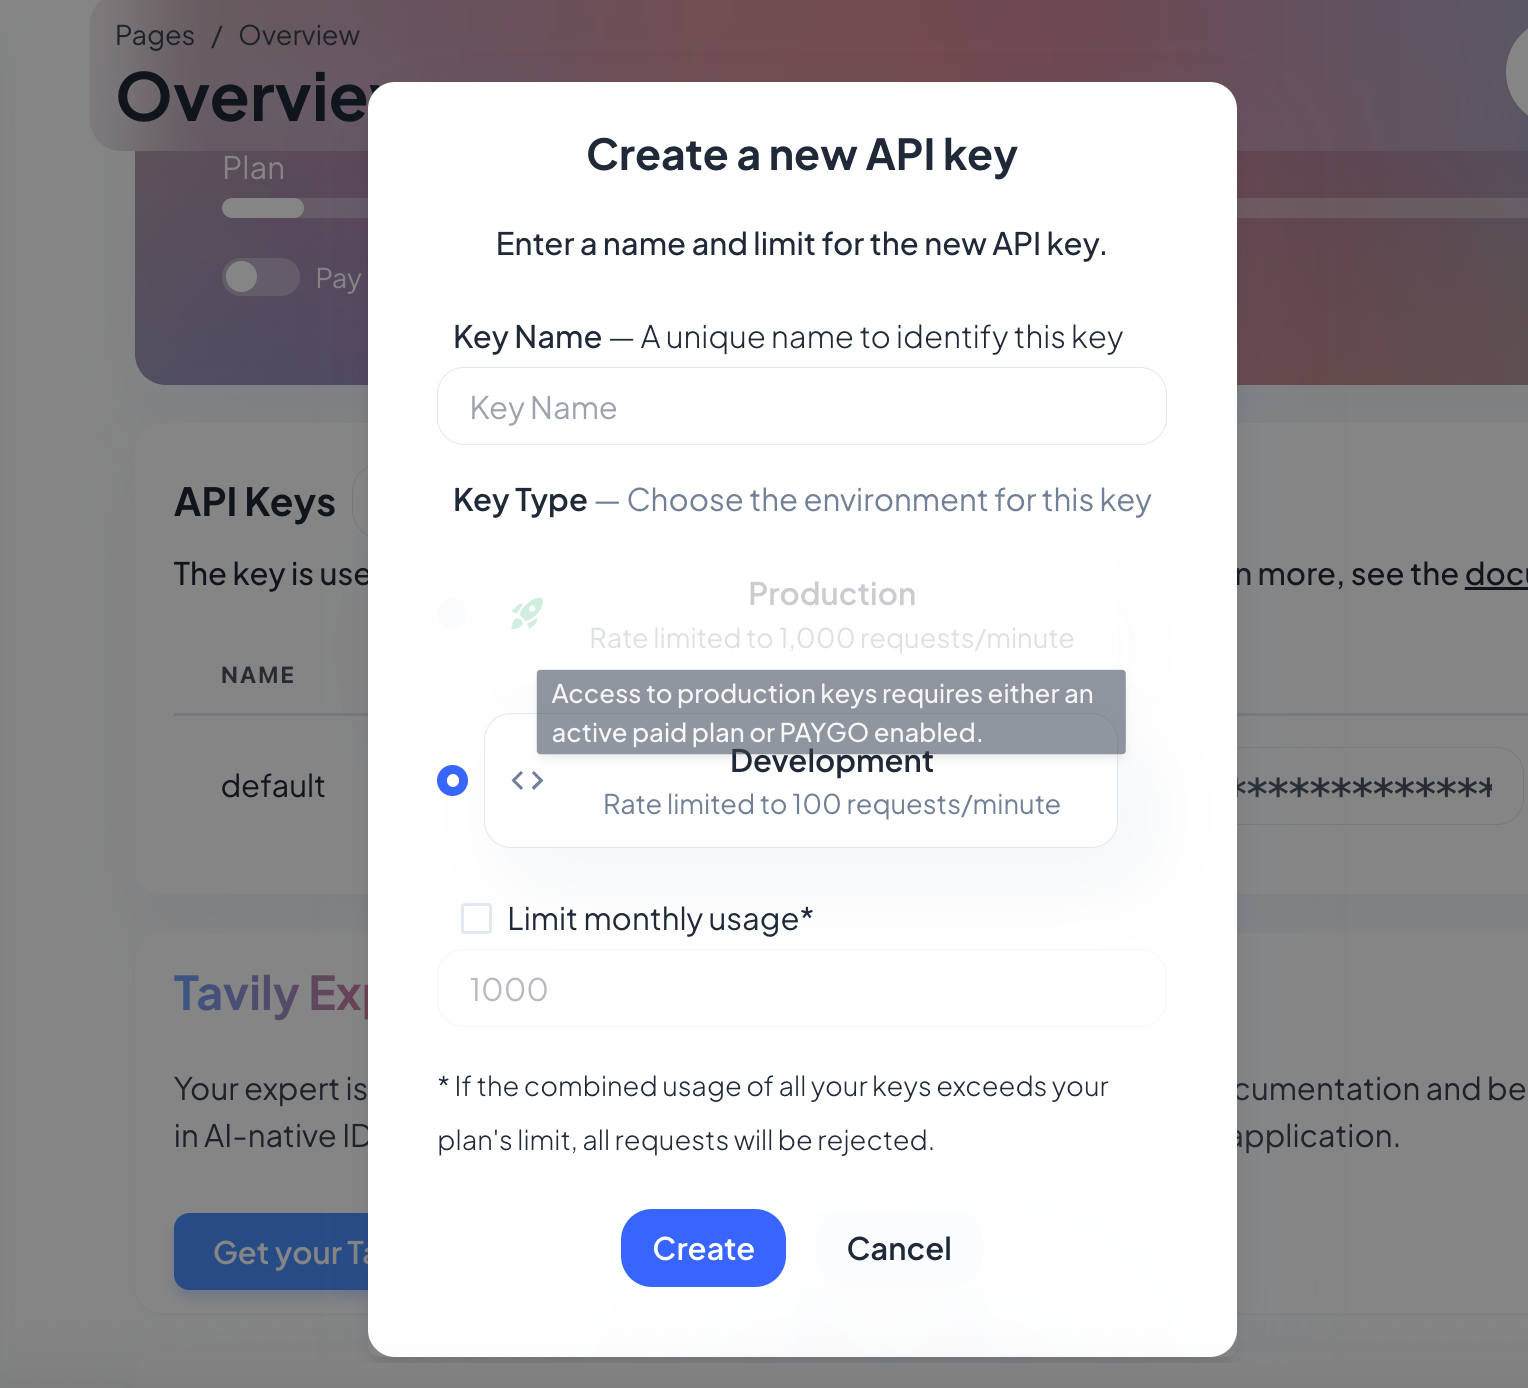 Pages / Overview
Overview
Plan
Pay
Create a new API key
Enter a name and limit for the new API key.
Key Name — A unique name to identify this key
Key Name
Key Type — Choose the environment for this key
API Keys
The key is use
n more, see the docu
Production
Rate limited to 1,000 requests/minute
Access to production keys requires either an
active paid plan or PAYGO enabled.
NAME
default
*************
Development
Rate limited to 100 requests/minute
Limit monthly usage*
1000
Tavily Exp
* If the combined usage of all your keys exceeds your
plan's limit, all requests will be rejected.
Your expert is
cumentation and be
in AI-native ID
application.
Get your Ta
Create
Cancel